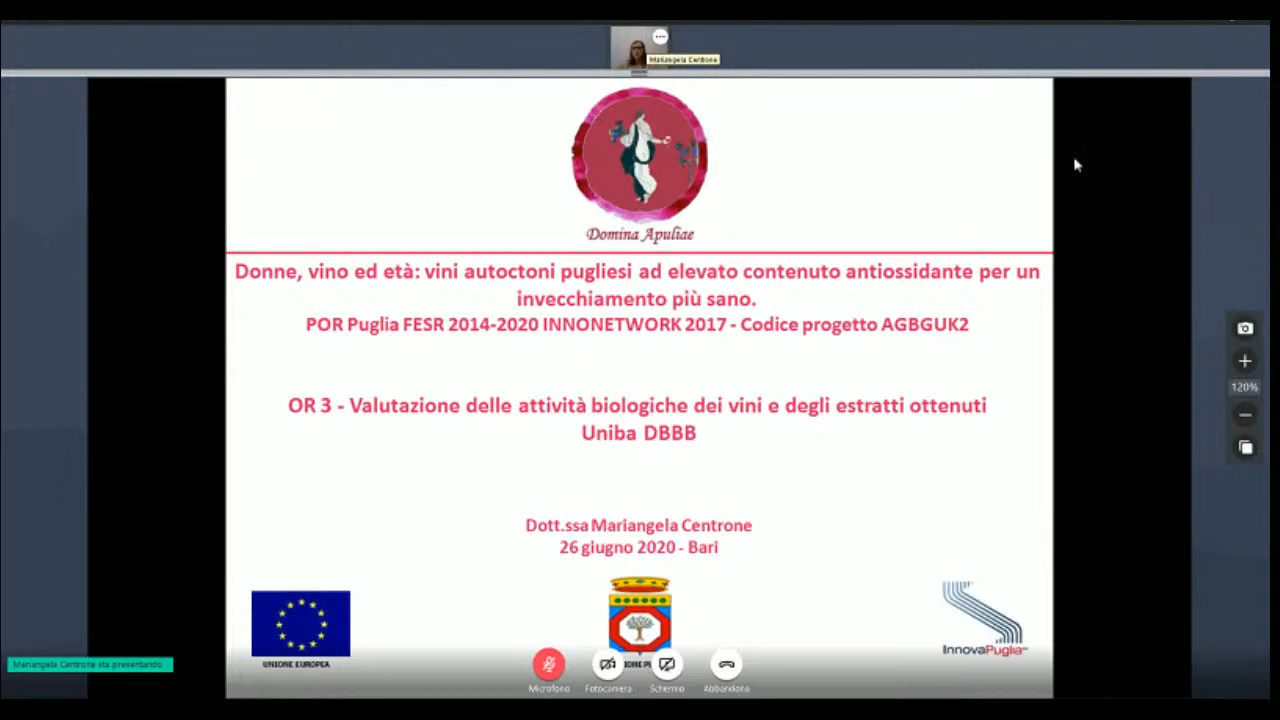 Mariangela Centrone
Domina Apuliae
Donne, vino ed età: vini autoctoni pugliesi ad elevato contenuto antiossidante per un
invecchiamento più sano.
POR Puglia FESR 2014-2020 INNONETWORK 2017 - Codice progetto AGBGUK2
120%
OR 3 - Valutazione delle attività biologiche dei vini e degli estratti ottenuti
Uniba DBBB
Dott.ssa Mariangela Centrone
26 giugno 2020 - Bari
InnovaPuglia
Mariangela Centrone sta presentando
UNIONE EUROPEA
Microfono Fotocamera Schermo Abbandona